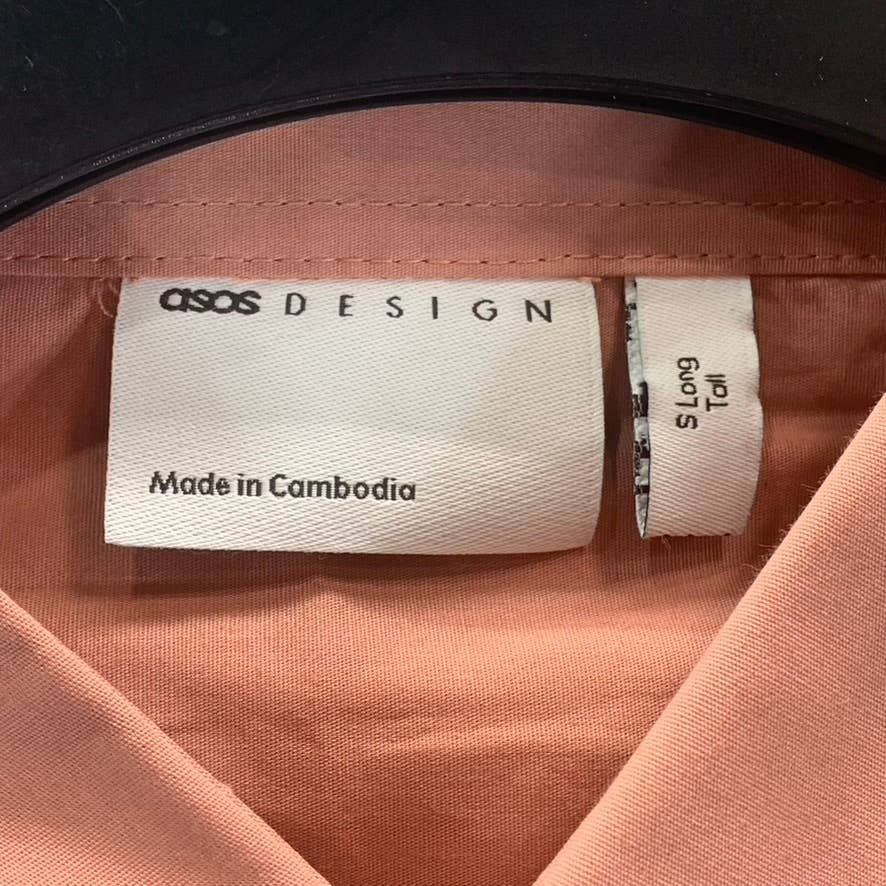 asos DESIGN
Made in Cambodia
S Long
Tall